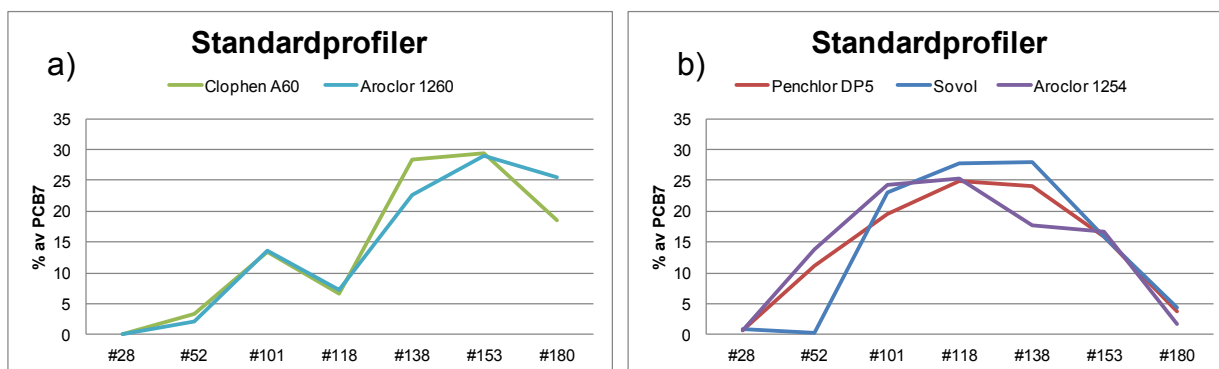 a)
Standardprofiler
Clophen A60 Aroclor 1260
% av PCB7
35
30
25
20
15
10
5
0
#28 #52 #101 #118 #138 #153 #180
b)
Standardprofiler
Penchlor DP5 Sovol Aroclor 1254
% av PCB7
35
30
25
20
15
10
5
0
#28 #52 #101 #118 #138 #153 #180